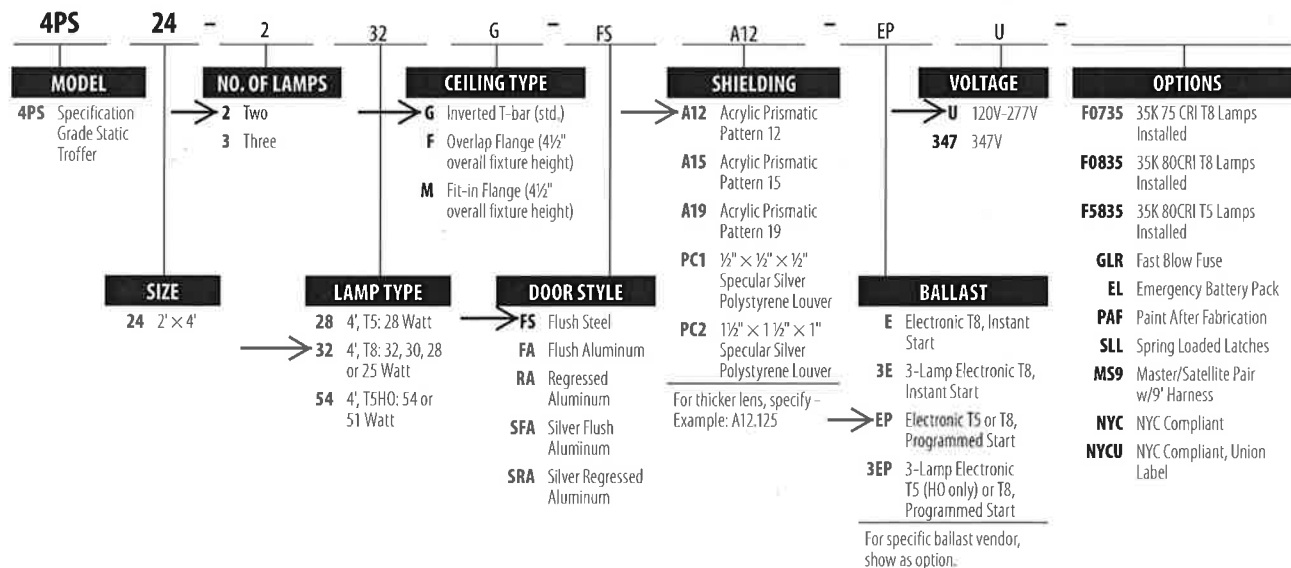 4PS 24 - 2 32 G - FS A12 - EP U -
MODEL
4PS Specification
Grade Static
Troffer
NO. OF LAMPS
2 Two
3 Three
CEILING TYPE
G Inverted T-bar (std.)
F Overlap Flange (4½"
overall fixture height)
M Fit-in Flange (4½"
overall fixture height)
SHIELDING
A12 Acrylic Prismatic
Pattern 12
A15 Acrylic Prismatic
Pattern 15
A19 Acrylic Prismatic
Pattern 19
PC1 ½" × ½" × ½"
Specular Silver
Polystyrene Louver
PC2 1½" × 1 ½" × 1"
Specular Silver
Polystyrene Louver
For thicker lens, specify –
Example: A12.125
VOLTAGE
U 120V-277V
347 347V
OPTIONS
F0735 35K 75 CRI T8 Lamps
Installed
F0835 35K 80CRI T8 Lamps
Installed
F5835 35K 80CRI T5 Lamps
Installed
GLR Fast Blow Fuse
EL Emergency Battery Pack
PAF Paint After Fabrication
SLL Spring Loaded Latches
MS9 Master/Satellite Pair
w/9' Harness
NYC NYC Compliant
NYCU NYC Compliant, Union
Label
SIZE
24 2' × 4'
LAMP TYPE
28 4', T5: 28 Watt
32 4', T8: 32, 30, 28
or 25 Watt
54 4', T5HO: 54 or
51 Watt
DOOR STYLE
FS Flush Steel
FA Flush Aluminum
RA Regressed
Aluminum
SFA Silver Flush
Aluminum
SRA Silver Regressed
Aluminum
BALLAST
E Electronic T8, Instant
Start
3E 3-Lamp Electronic T8,
Instant Start
EP Electronic T5 or T8,
Programmed Start
3EP 3-Lamp Electronic
T5 (HO only) or T8,
Programmed Start
For specific ballast vendor,
show as option.